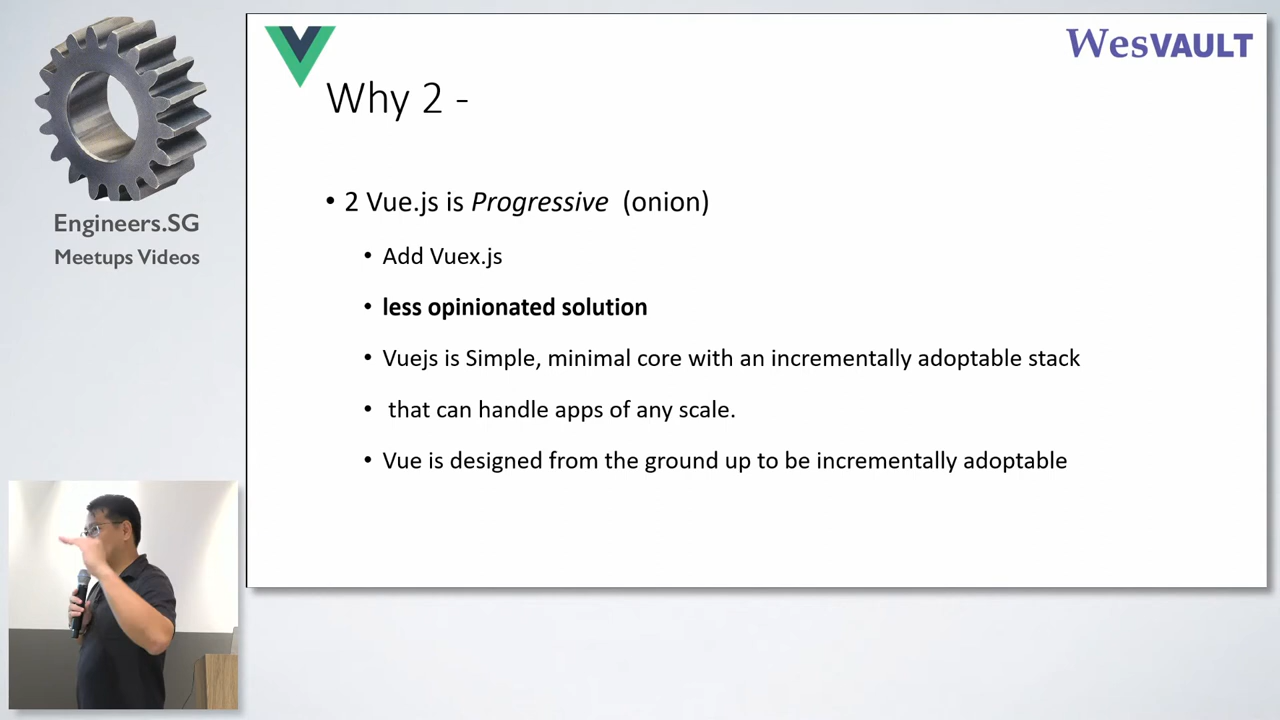 WesVAULT
Why 2 -
• 2 Vue.js is Progressive (onion)
• Add Vuex.js
• less opinionated solution
• Vuejs is Simple, minimal core with an incrementally adoptable stack
• that can handle apps of any scale.
• Vue is designed from the ground up to be incrementally adoptable
Engineers.SG
Meetups Videos